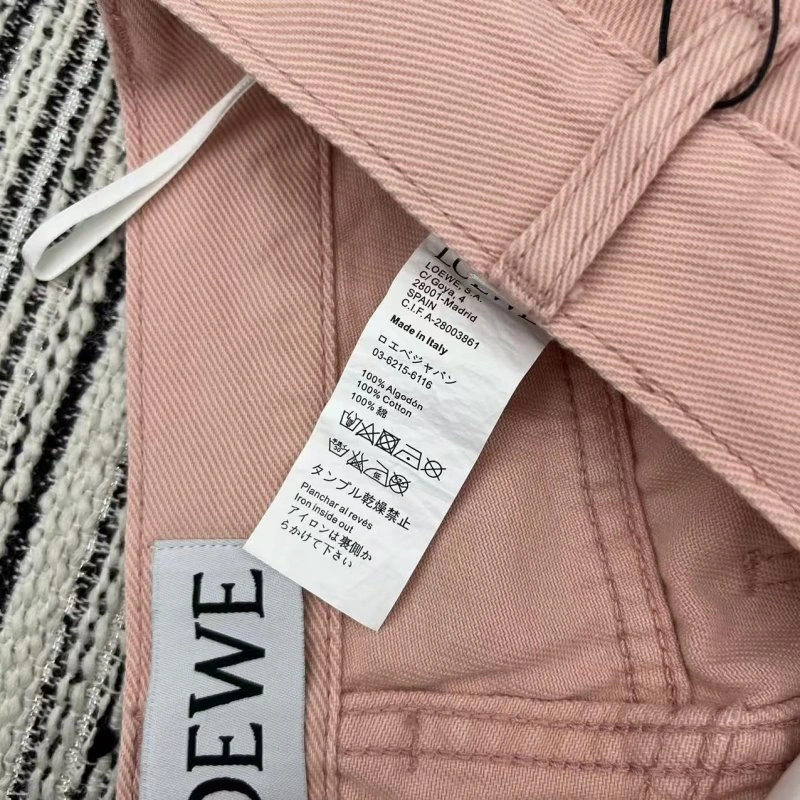 LOEWE
LOEWE, S.A.
C/Goya, 4
28001-Madrid
SPAIN
C.I.F. A-28003861
Made in Italy
ロエベジャパン
03-6215-6116
100% Algodón
100% Cotton
100% 綿
タンブル乾燥禁止
Planchar al revés
Iron inside out
アイロンは裏側か
らかけて下さい
LOEWE